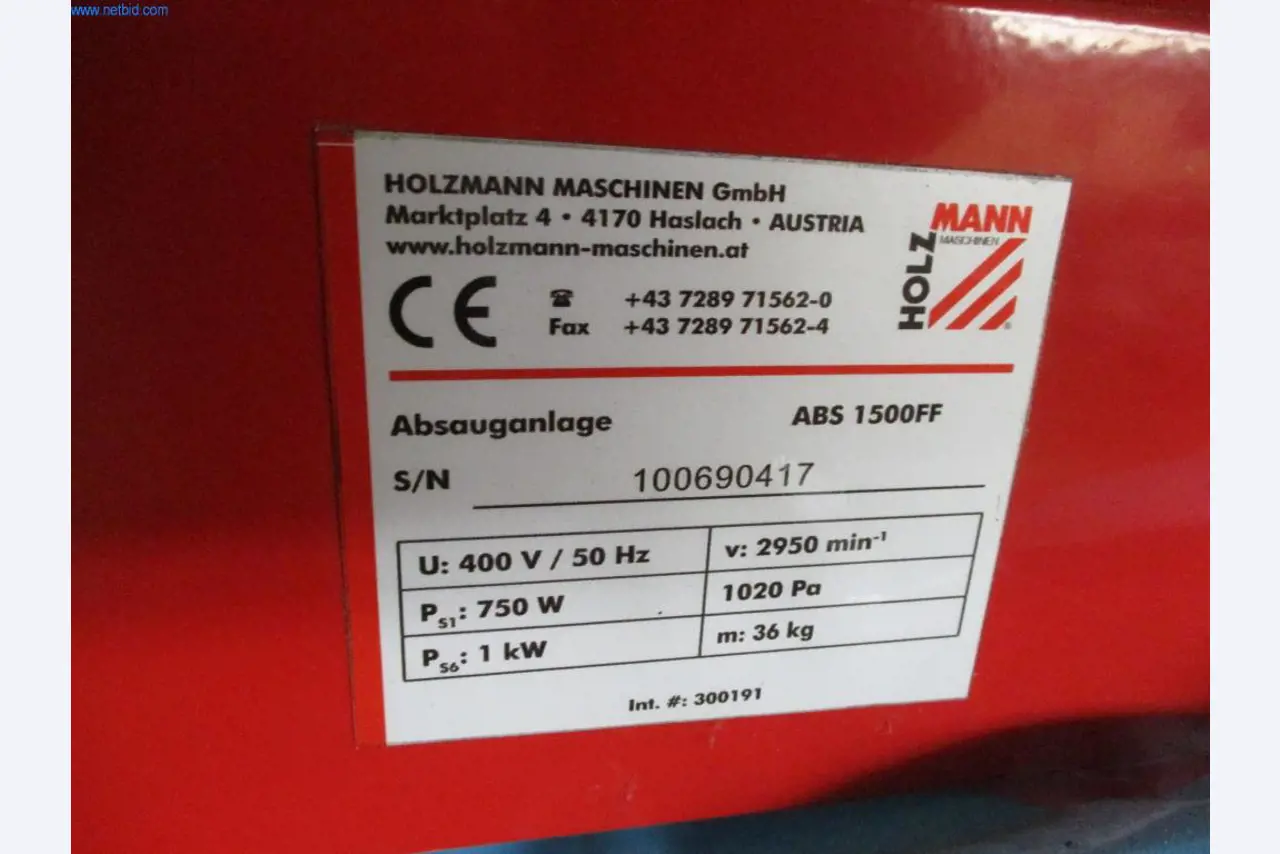 www.netbid.com
HOLZMANN MASCHINEN GmbH
Marktplatz 4 • 4170 Haslach • AUSTRIA
www.holzmann-maschinen.at
CE
☎ +43 7289 71562-0
Fax +43 7289 71562-4
HOLZ
MANN
MASCHINEN
®
Absauganlage ABS 1500FF
S/N 100690417
U: 400 V / 50 Hz v: 2950 min⁻¹
PS1: 750 W 1020 Pa
PS6: 1 kW m: 36 kg
Int. #: 300191